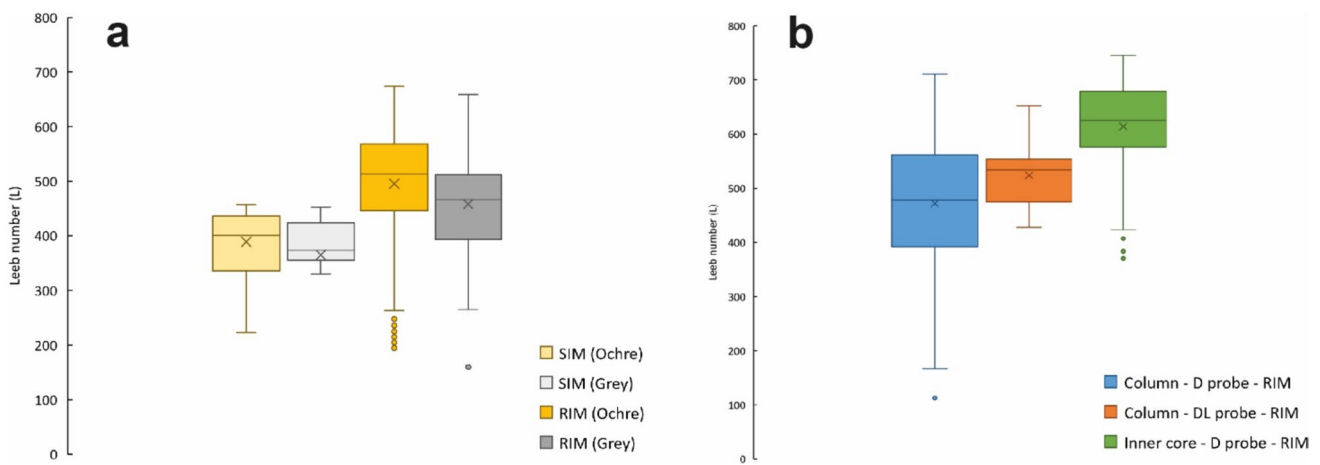 a
800
700
600
500
400
300
200
100
0
Leeb number (L)
SIM (Ochre)
SIM (Grey)
RIM (Ochre)
RIM (Grey)
b
800
700
600
500
400
300
200
100
0
Leeb number (L)
Column - D probe - RIM
Column - DL probe - RIM
Inner core - D probe - RIM